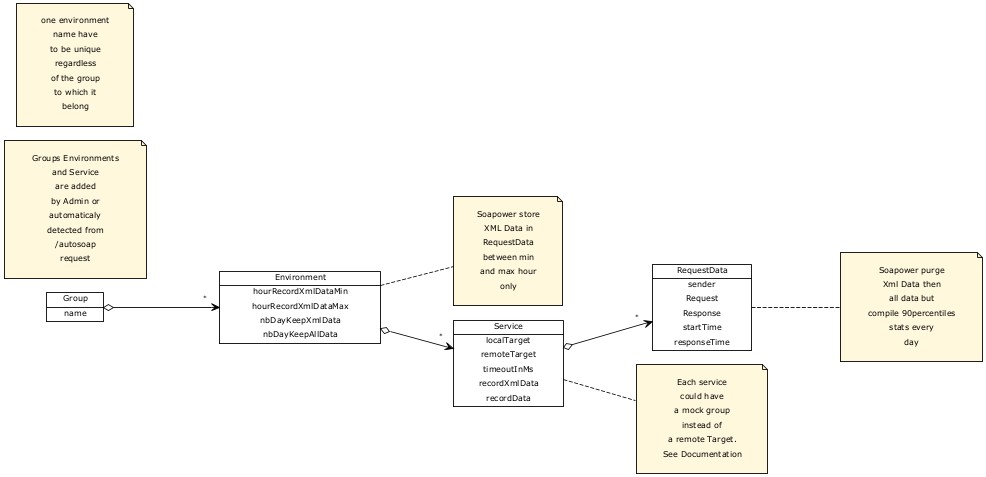 one environment
name have
to be unique
regardless
of the group
to which it
belong
Groups Environments
and Service
are added
by Admin or
automaticaly
detected from
/autosoap
request
Group
name
*
Environment
hourRecordXmlDataMin
hourRecordXmlDataMax
nbDayKeepXmlData
nbDayKeepAllData
Soapower store
XML Data in
RequestData
between min
and max hour
only
*
Service
localTarget
remoteTarget
timeoutInMs
recordXmlData
recordData
*
RequestData
sender
Request
Response
startTime
responseTime
Each service
could have
a mock group
instead of
a remote Target.
See Documentation
Soapower purge
Xml Data then
all data but
compile 90percentiles
stats every
day